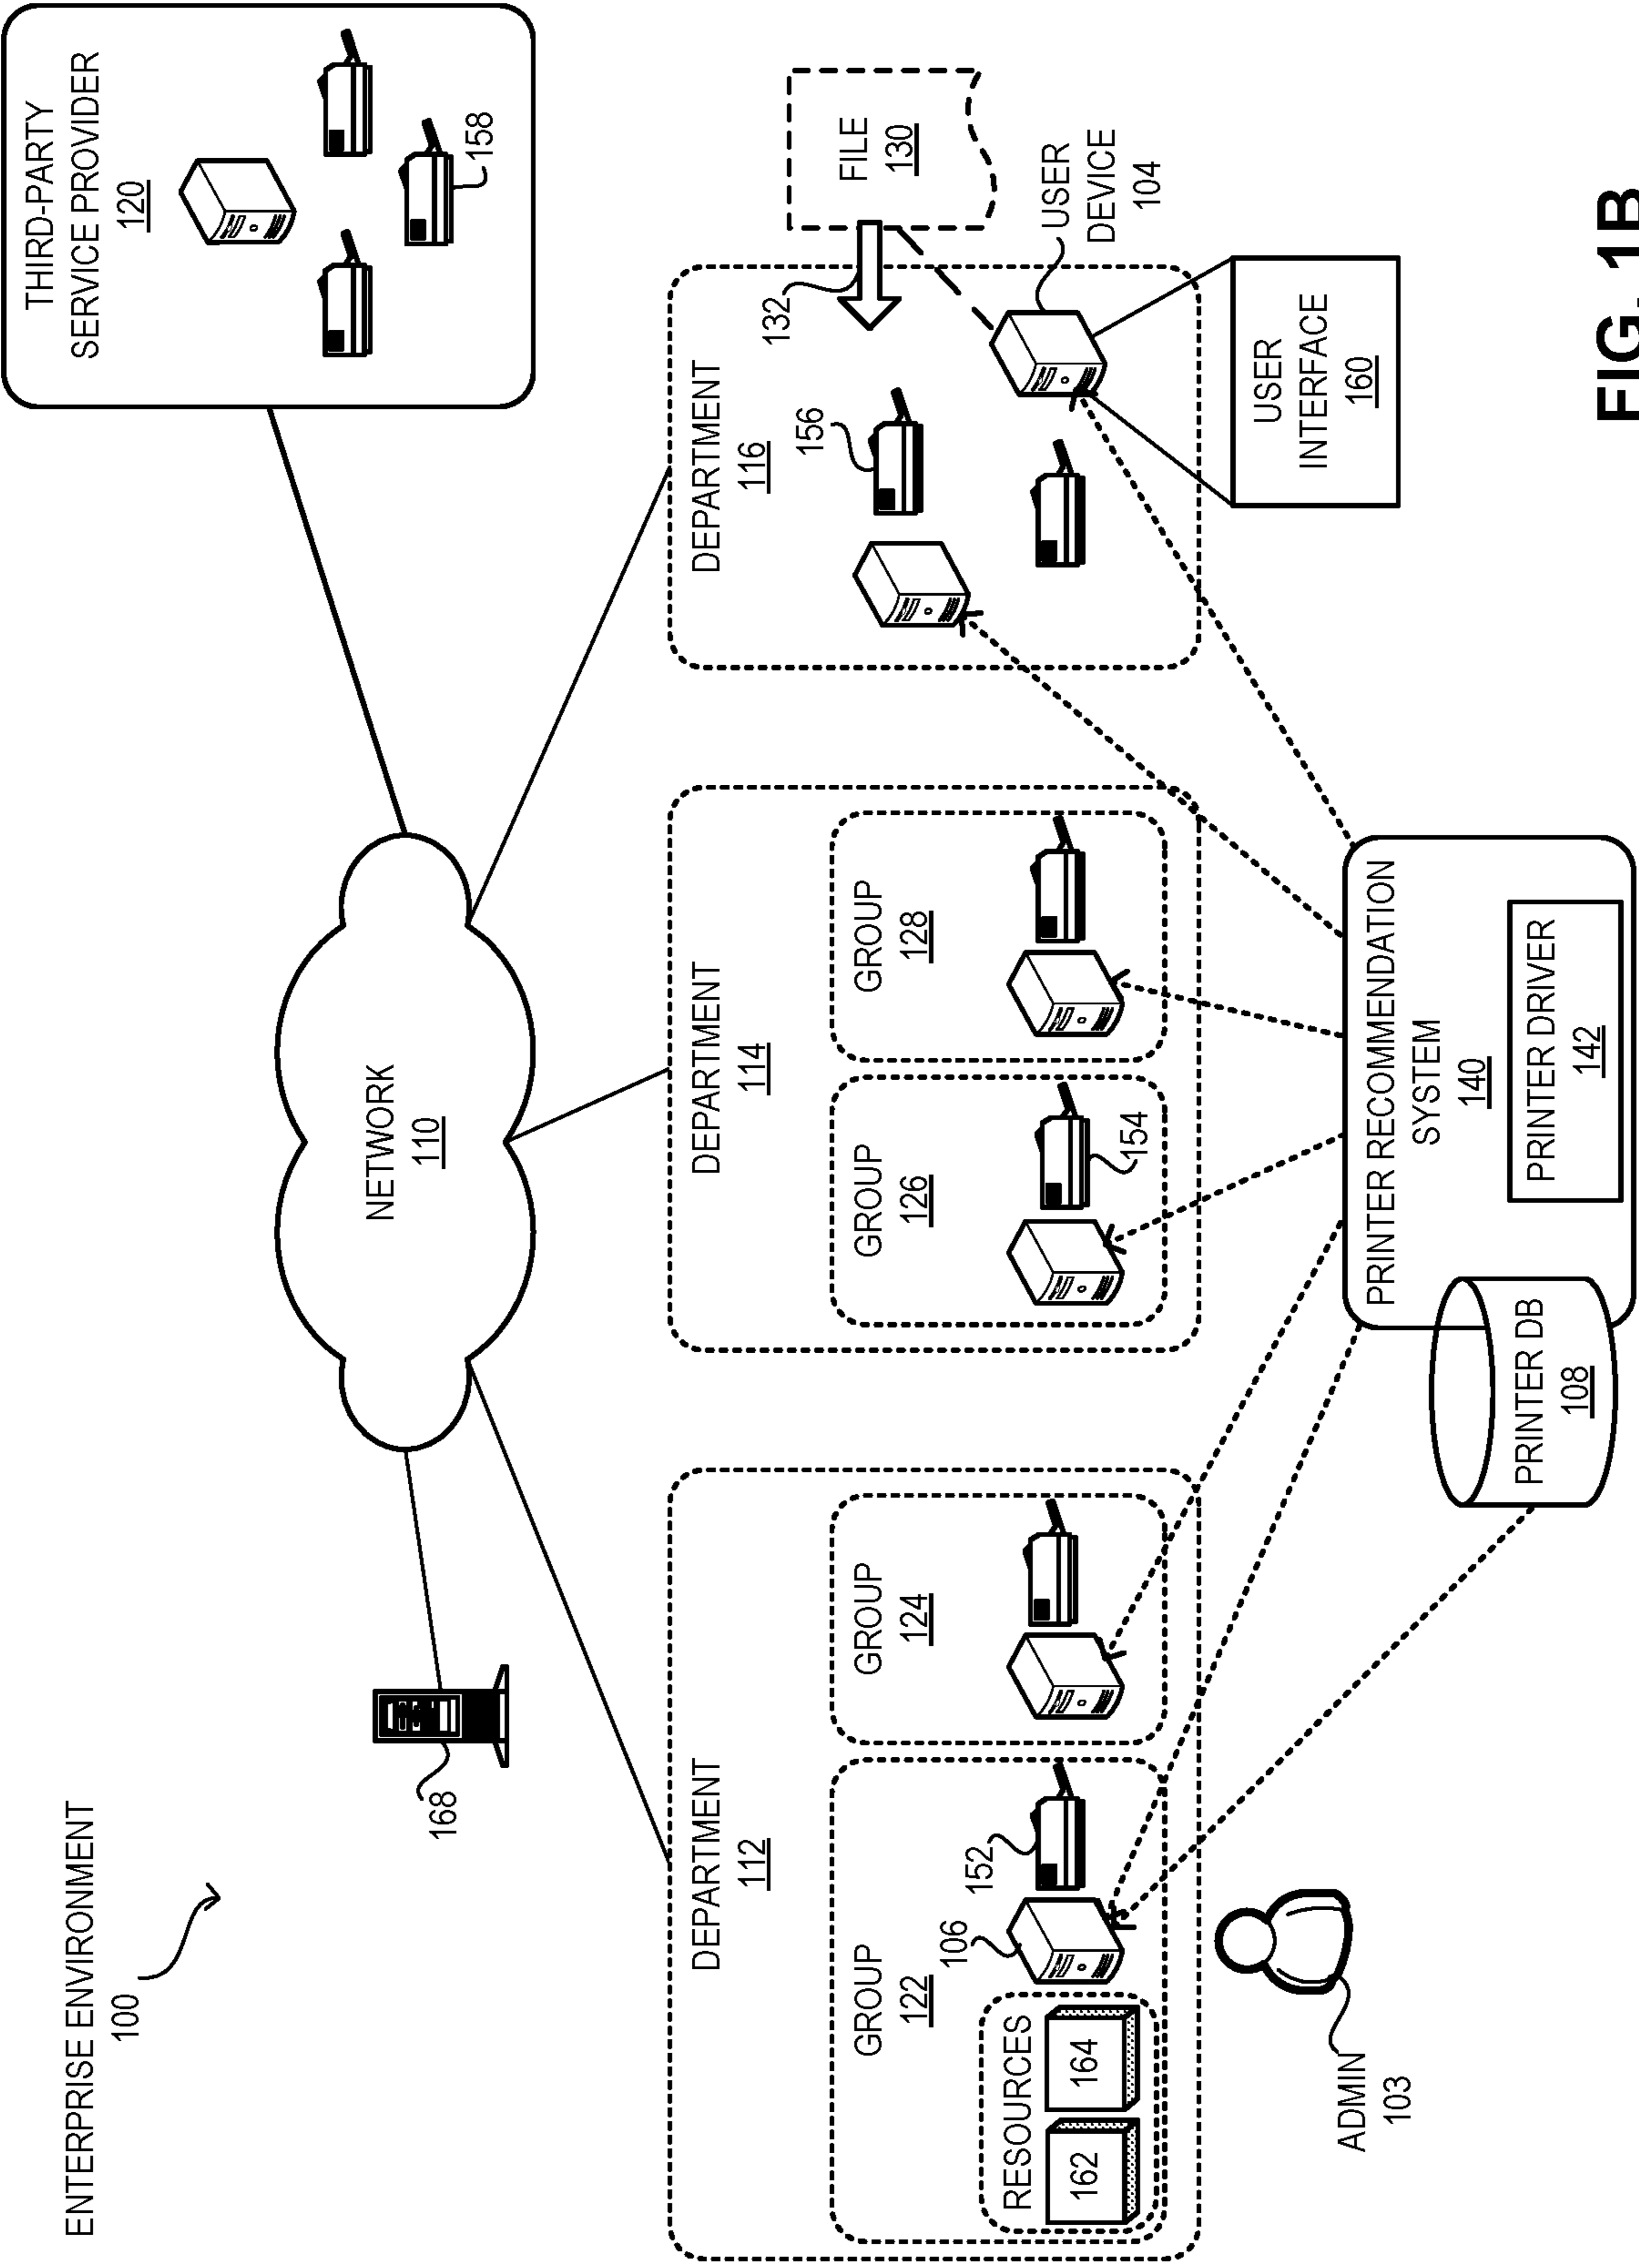 ENTERPRISE ENVIRONMENT
100
168
NETWORK
110
THIRD-PARTY
SERVICE PROVIDER
120
158
DEPARTMENT
112
GROUP
122
RESOURCES
162
164
106
152
GROUP
124
DEPARTMENT
114
GROUP
126
154
GROUP
128
DEPARTMENT
116
156
132
FILE
130
USER
DEVICE
104
USER
INTERFACE
160
ADMIN
103
PRINTER RECOMMENDATION
SYSTEM
140
PRINTER DRIVER
142
PRINTER DB
108
FIG. 1B